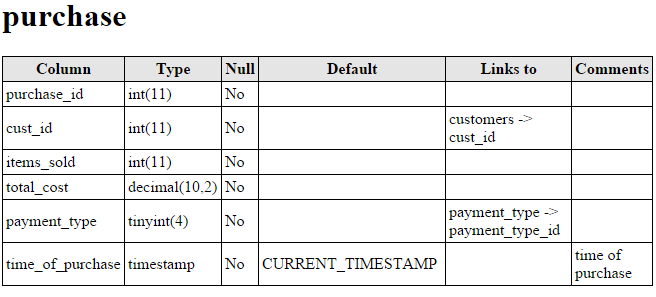 purchase
Column Type Null Default Links to Comments
purchase_id int(11) No
cust_id int(11) No customers ->
cust_id
items_sold int(11) No
total_cost decimal(10,2) No
payment_type tinyint(4) No payment_type ->
payment_type_id
time_of_purchase timestamp No CURRENT_TIMESTAMP time of
purchase